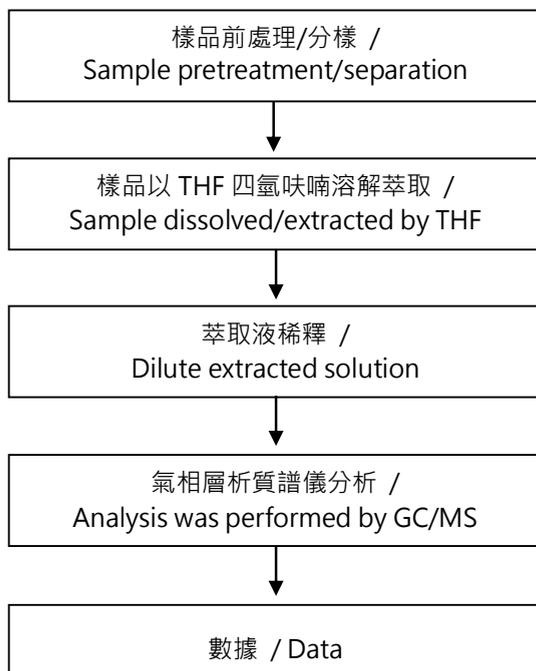 樣品前處理/分樣 /
Sample pretreatment/separation
樣品以 THF 四氫呋喃溶解萃取 /
Sample dissolved/extracted by THF
萃取液稀釋 /
Dilute extracted solution
氣相層析質譜儀分析 /
Analysis was performed by GC/MS
數據 / Data